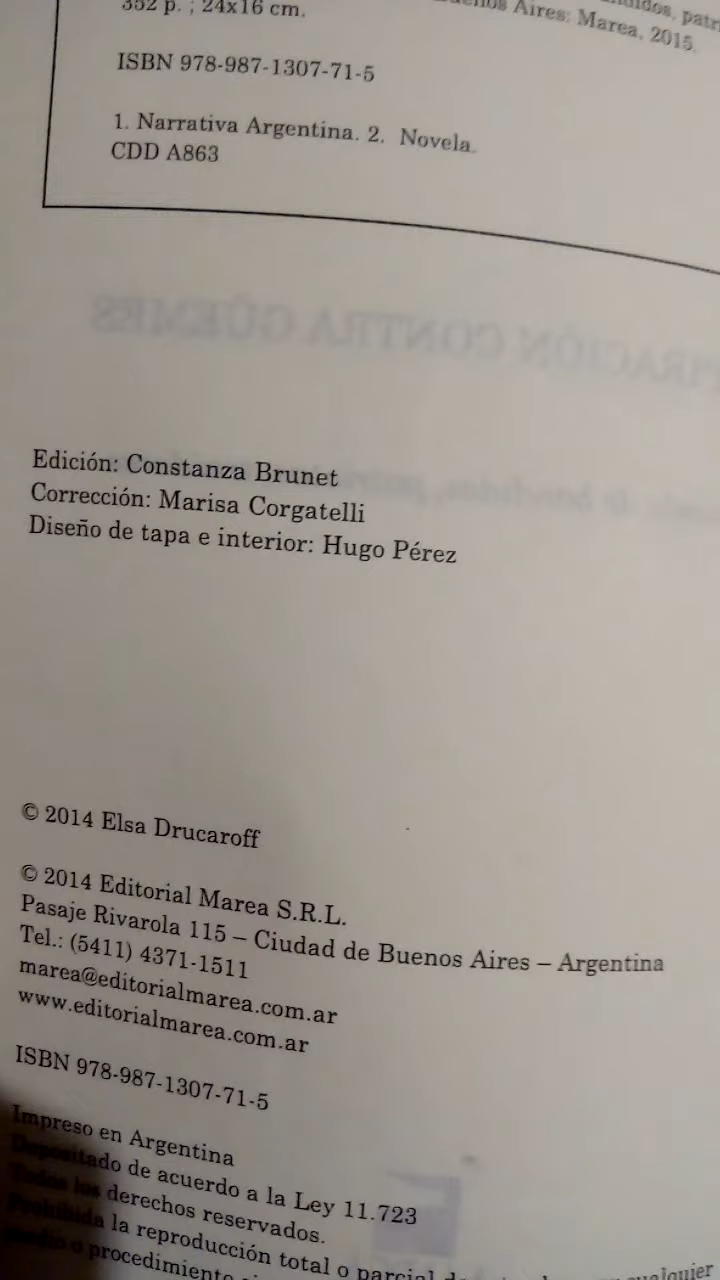 bandidos, patri
352 p. ; 24x16 cm. Buenos Aires: Marea, 2015.
ISBN 978-987-1307-71-5
1. Narrativa Argentina. 2. Novela.
CDD A863
Edición: Constanza Brunet
Corrección: Marisa Corgatelli
Diseño de tapa e interior: Hugo Pérez
© 2014 Elsa Drucaroff
© 2014 Editorial Marea S.R.L.
Pasaje Rivarola 115 – Ciudad de Buenos Aires – Argentina
Tel.: (5411) 4371-1511
marea@editorialmarea.com.ar
www.editorialmarea.com.ar
ISBN 978-987-1307-71-5
Impreso en Argentina
Depositado de acuerdo a la Ley 11.723
Todos los derechos reservados.
Prohibida la reproducción total o parcial cualquier
medio o procedimiento